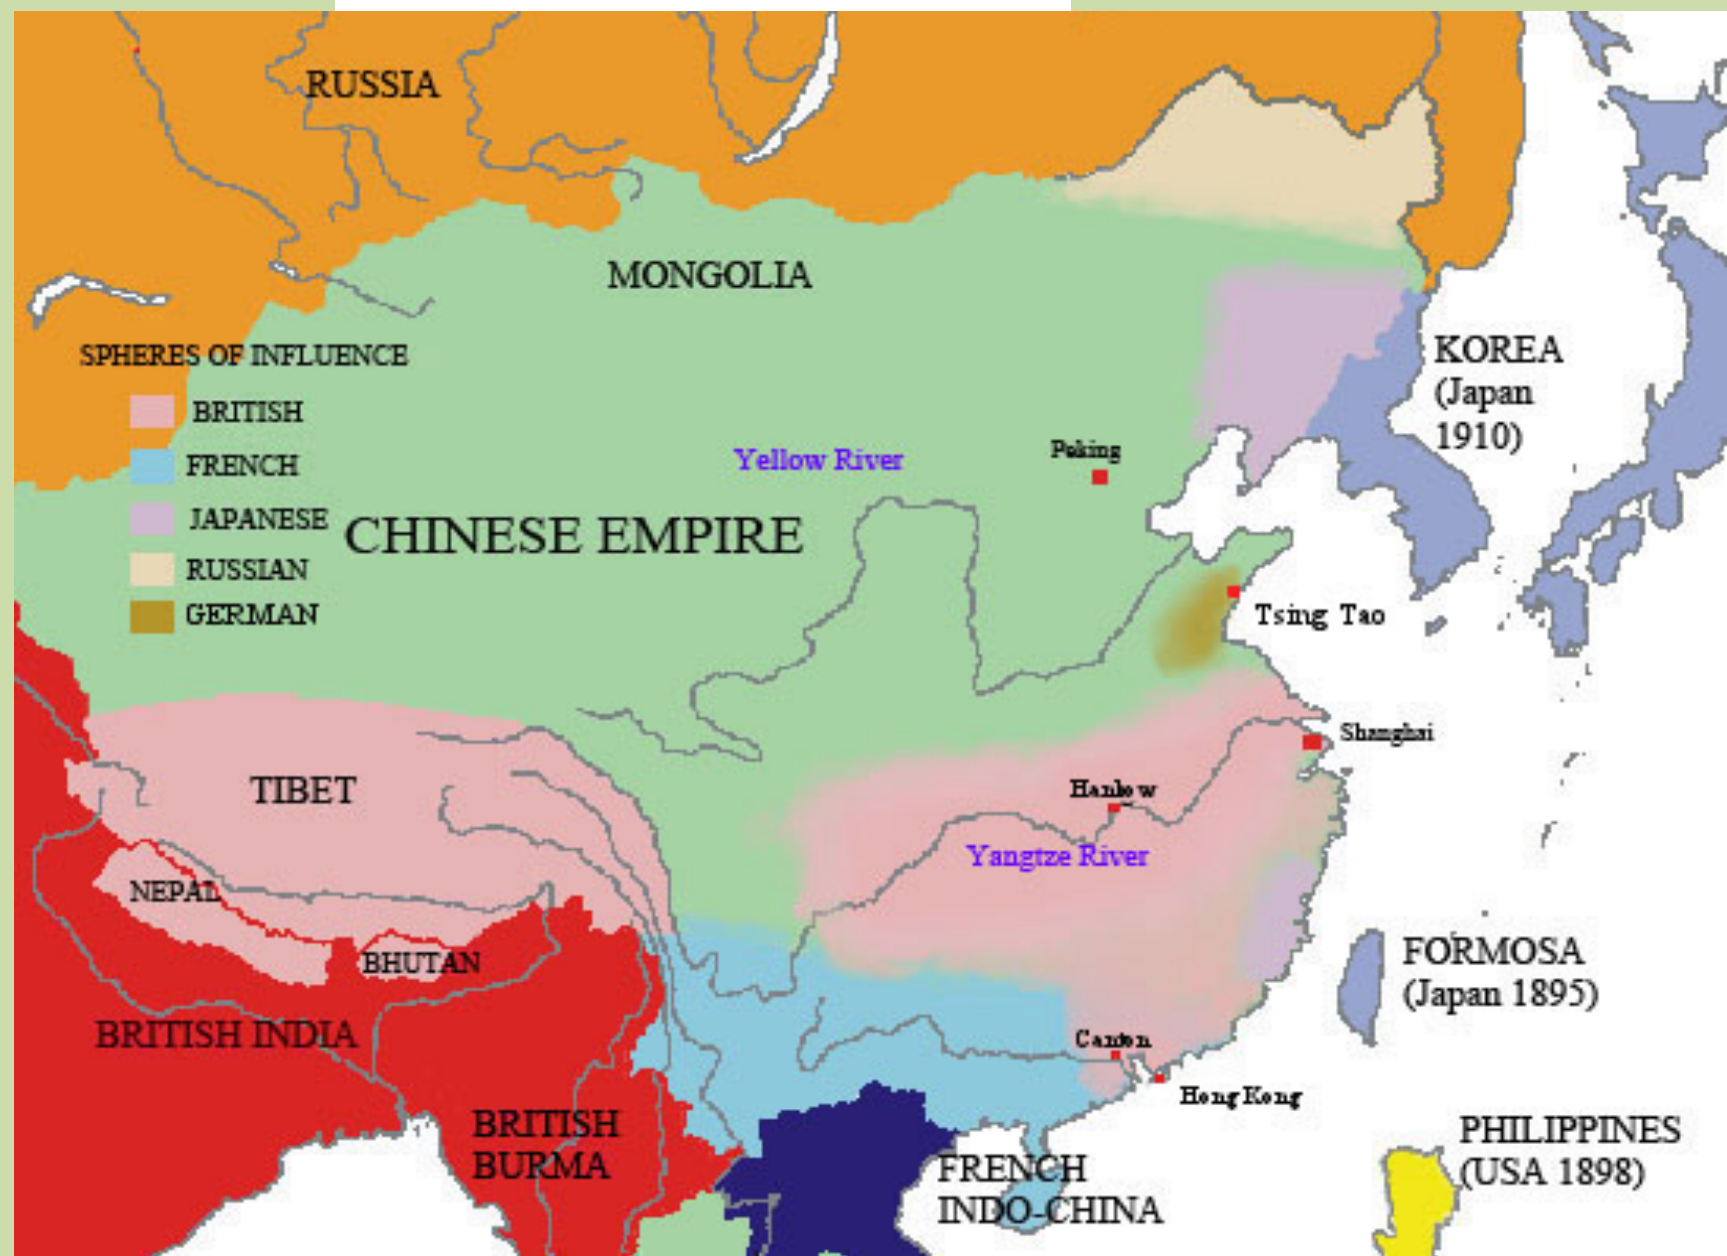 RUSSIA
MONGOLIA
SPHERES OF INFLUENCE
BRITISH
FRENCH
JAPANESE
RUSSIAN
GERMAN
KOREA
(Japan
1910)
Peking
Yellow River
CHINESE EMPIRE
Tsing Tao
Shanghai
TIBET
Hankow
Yangtze River
NEPAL
BHUTAN
FORMOSA
(Japan 1895)
BRITISH INDIA
Canton
Hong Kong
BRITISH
BURMA
FRENCH
INDO-CHINA
PHILIPPINES
(USA 1898)